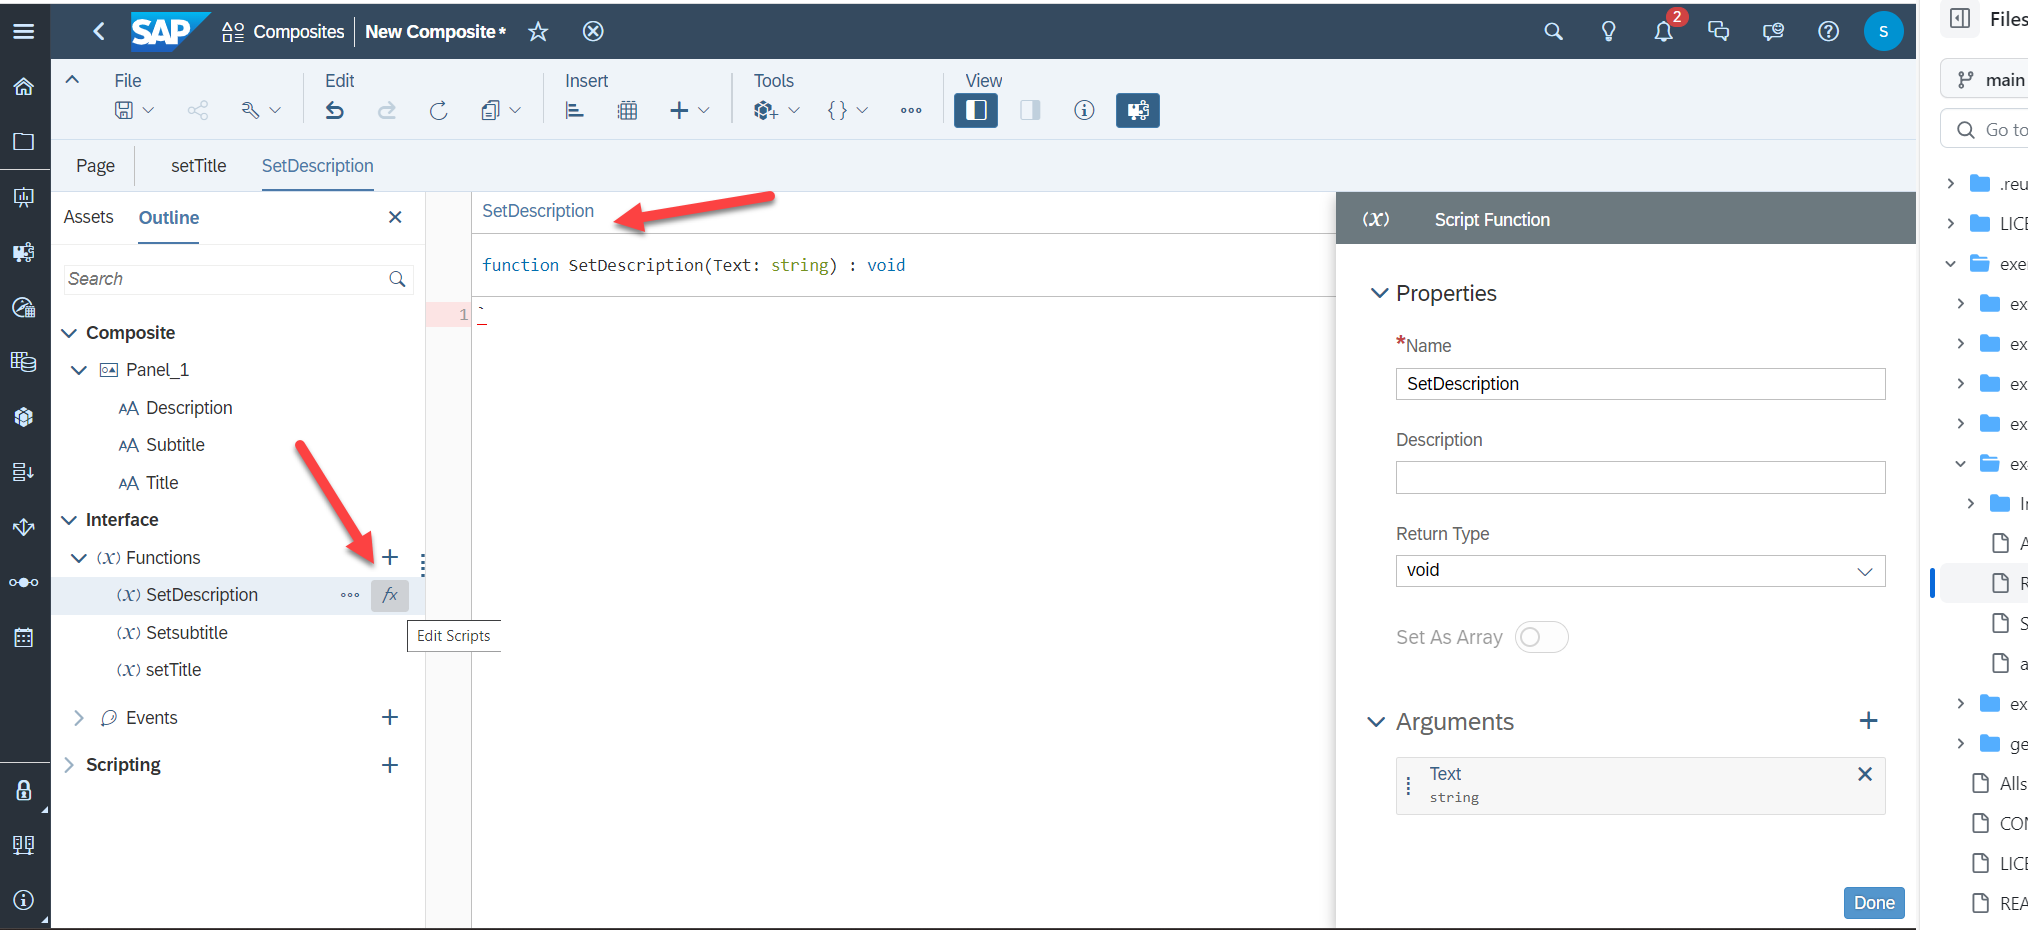 SAP
Composites
New Composite*
2
S
File
Edit
Insert
Tools
View
Page
setTitle
SetDescription
Assets
Outline
Search
Composite
Panel_1
Description
Subtitle
Title
Interface
(X) Functions
(X) SetDescription
fx
Edit Scripts
(X) Setsubtitle
(X) setTitle
Events
Scripting
SetDescription
function SetDescription(Text: string) : void
1 `
(X) Script Function
Properties
*Name
SetDescription
Description
Return Type
void
Set As Array
Arguments
Text
string
Done
Files
main
Go to
.reu
LICE
exe
ex
ex
ex
ex
ex
A
R
S
a
ex
ge
Alls
LICE
REA